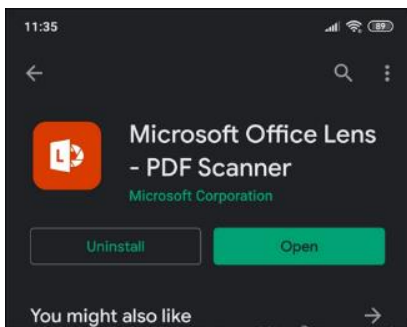 11:35
89
L
Microsoft Office Lens
- PDF Scanner
Microsoft Corporation
Uninstall
Open
You might also like